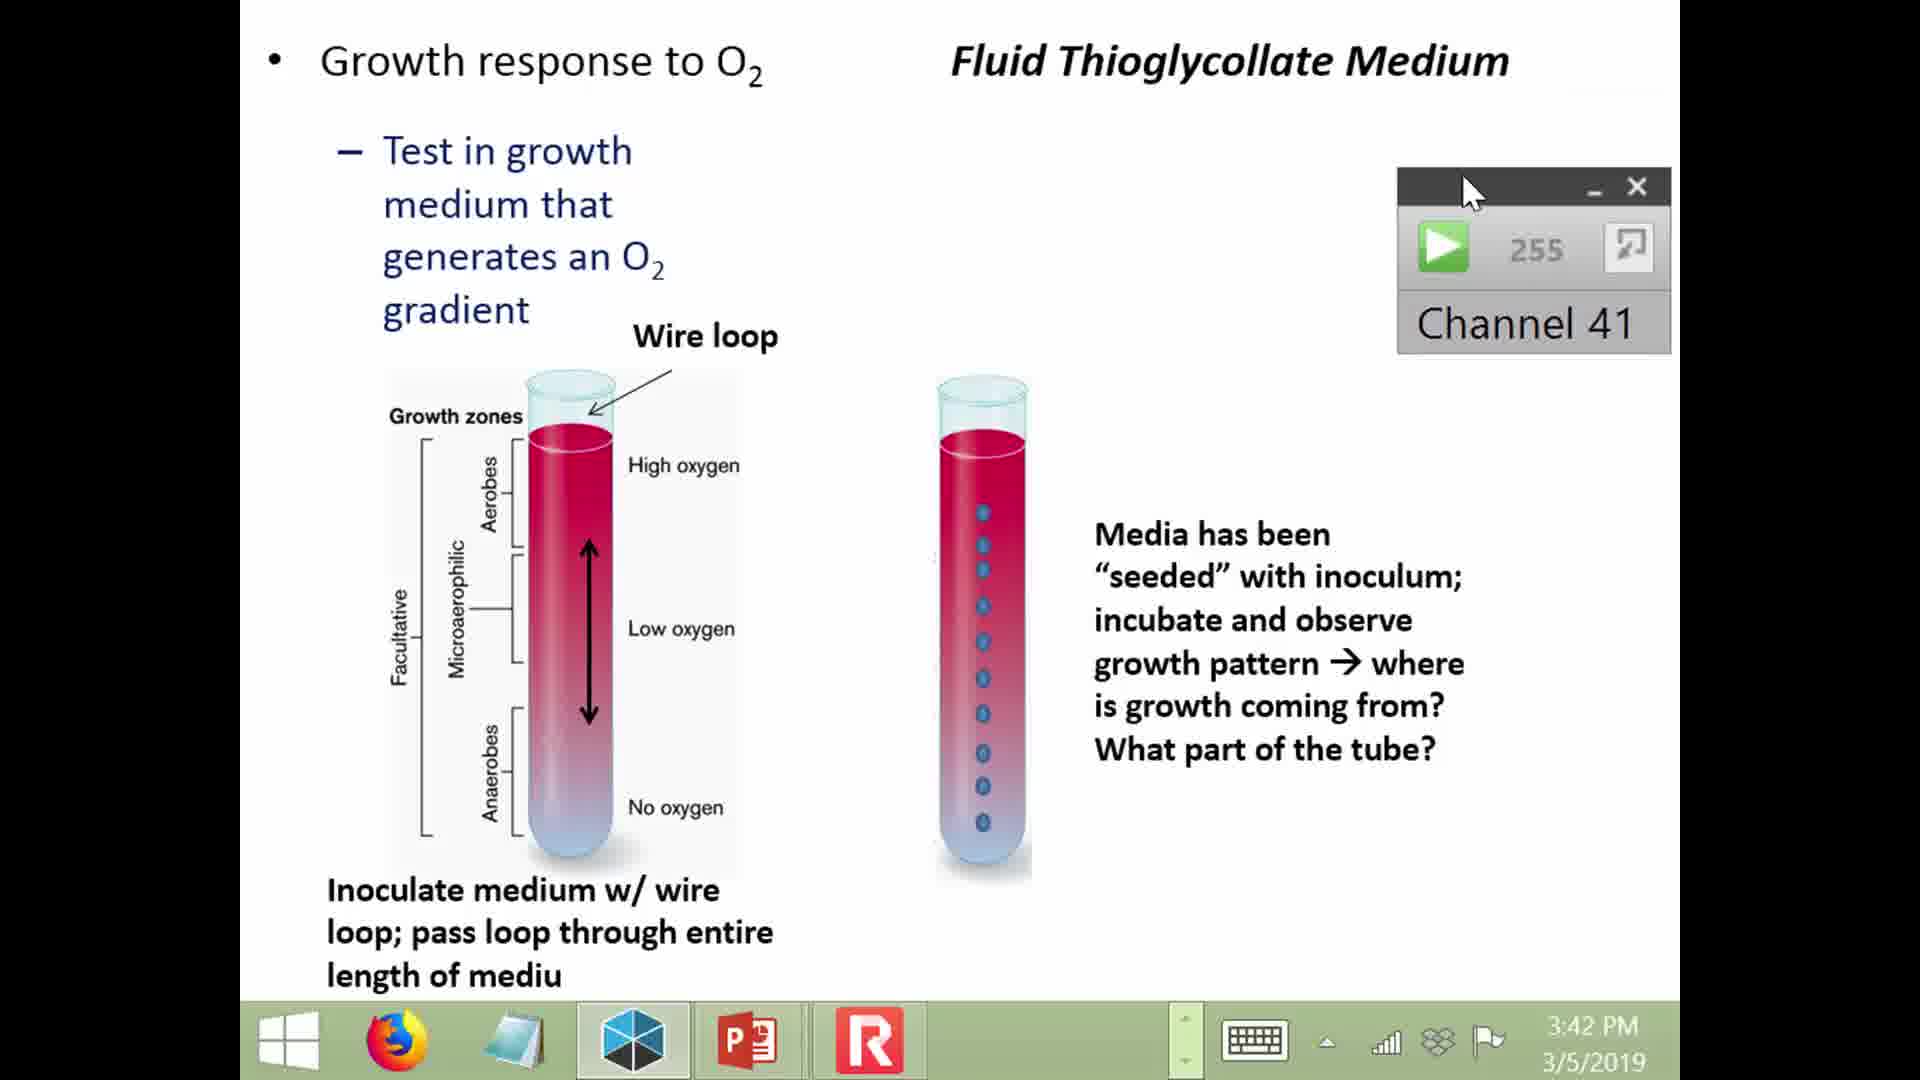 • Growth response to O2
Fluid Thioglycollate Medium
– Test in growth
medium that
generates an O2
gradient
255
Channel 41
Wire loop
Growth zones
Aerobes
Microaerophilic
Facultative
Anaerobes
High oxygen
Low oxygen
No oxygen
Media has been
“seeded” with inoculum;
incubate and observe
growth pattern → where
is growth coming from?
What part of the tube?
Inoculate medium w/ wire
loop; pass loop through entire
length of mediu
P
R
3:42 PM
3/5/2019